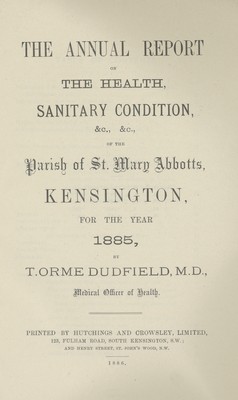 THE ANNUAL REPORT
ON
THE HEALTH,
SANITARY CONDITION,
&c., &c.,
OF THE
Parish of St. Mary Abbotts,
KENSINGTON,
FOR THE YEAR
1885,
BY
T. ORME DUDFIELD, M.D.,
Medical Officer of Health.
PRINTED BY HUTCHINGS AND CROWSLEY, LIMITED,
123, FULHAM ROAD, SOUTH KENSINGTON, S.W.;
AND HENRY STREET, ST. JOHN'S WOOD, N.W.
1886.